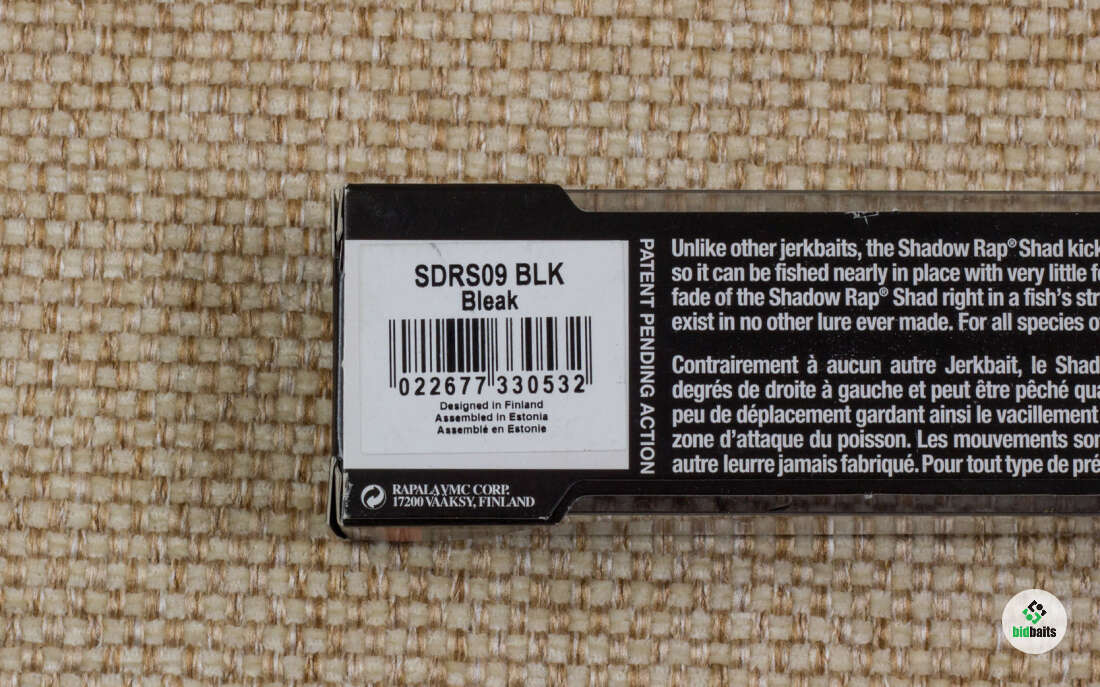 SDRS09 BLK
Bleak
022677 330532
Designed in Finland
Assembled in Estonia
Assemblé en Estonie
RAPALA VMC CORP.
17200 VÄÄKSY, FINLAND
PATENT PENDING ACTION
Unlike other jerkbaits, the Shadow Rap® Shad kick
so it can be fished nearly in place with very little
fade of the Shadow Rap® Shad right in a fish's
exist in no other lure ever made. For all species
Contrairement à aucun autre Jerkbait, le Shad
degrés de droite à gauche et peut être pêché
peu de déplacement gardant ainsi le vacillement
zone d'attaque du poisson. Les mouvements
autre leurre jamais fabriqué. Pour tout type de
bidbaits